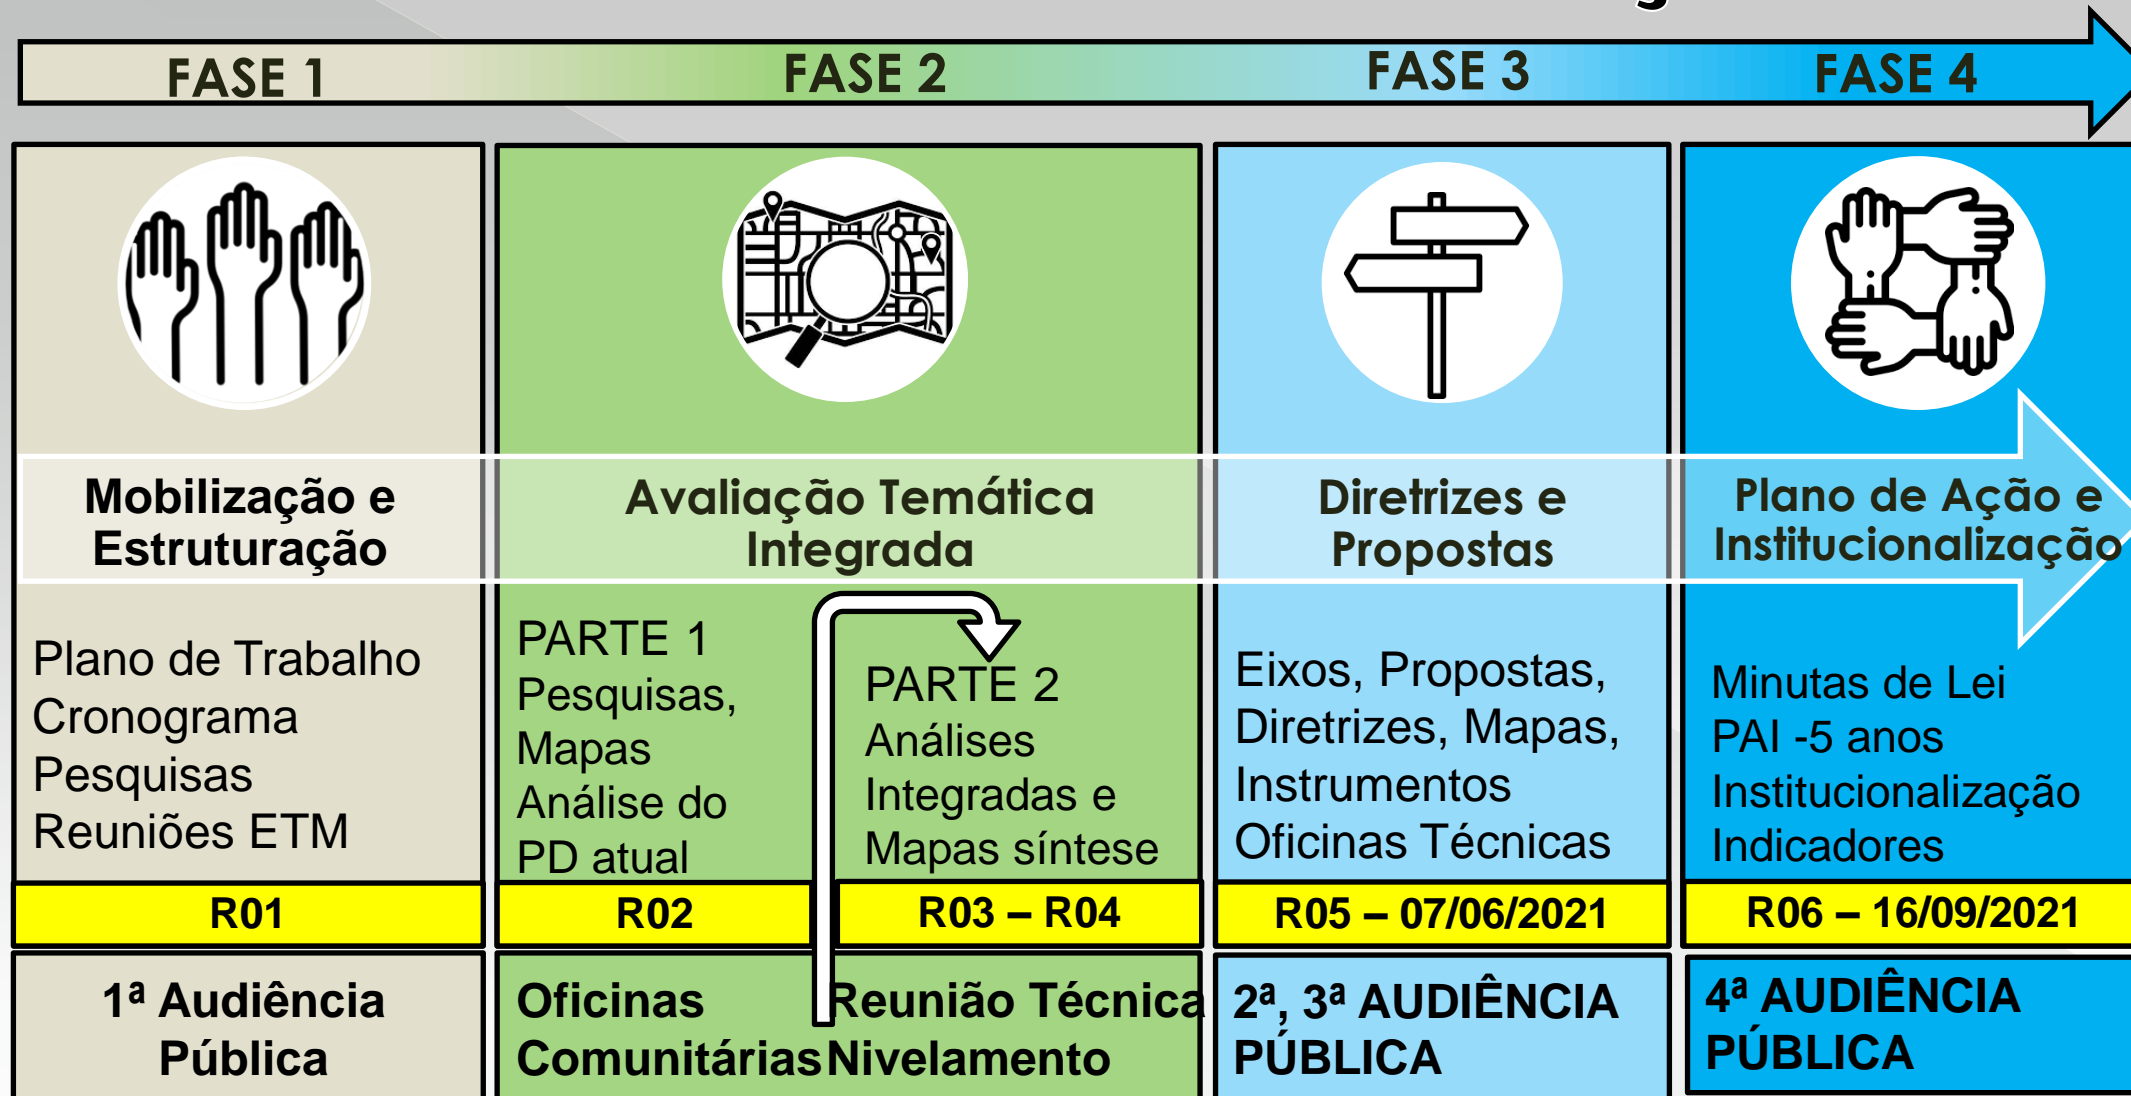 FASE 1
FASE 2
FASE 3
FASE 4
Mobilização e
Estruturação
Plano de Trabalho
Cronograma
Pesquisas
Reuniões ETM
R01
1ª Audiência
Pública
Avaliação Temática
Integrada
PARTE 1
Pesquisas,
Mapas
Análise do
PD atual
R02
Oficinas
Comunitárias
PARTE 2
Análises
Integradas e
Mapas síntese
R03 – R04
Reunião Técnica
Nivelamento
Diretrizes e
Propostas
Eixos, Propostas,
Diretrizes, Mapas,
Instrumentos
Oficinas Técnicas
R05 – 07/06/2021
2ª, 3ª AUDIÊNCIA
PÚBLICA
Plano de Ação e
Institucionalização
Minutas de Lei
PAI -5 anos
Institucionalização
Indicadores
R06 – 16/09/2021
4ª AUDIÊNCIA
PÚBLICA